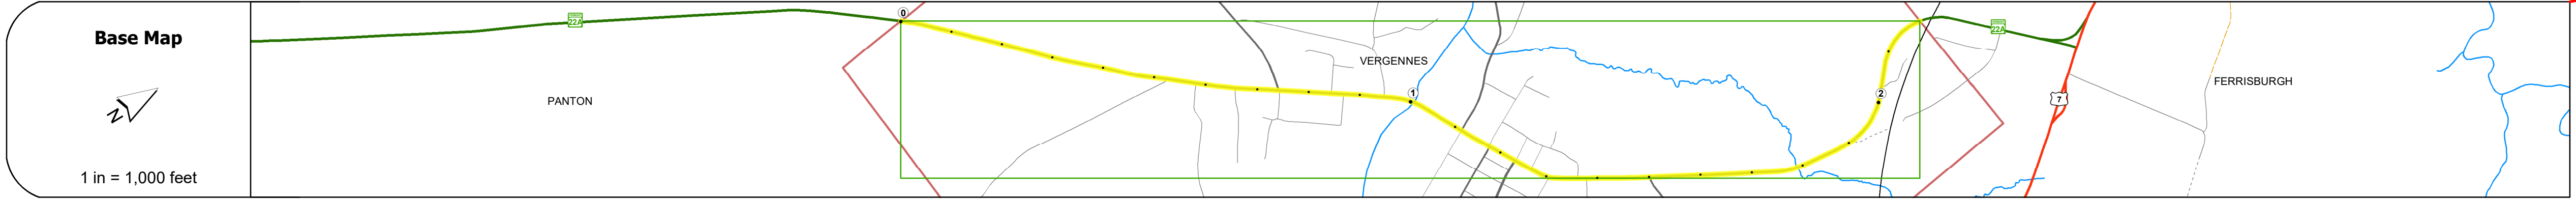 Base Map
N
1 in = 1,000 feet
22A
PANTON
0
VERGENNES
1
2
22A
7
FERRISBURGH